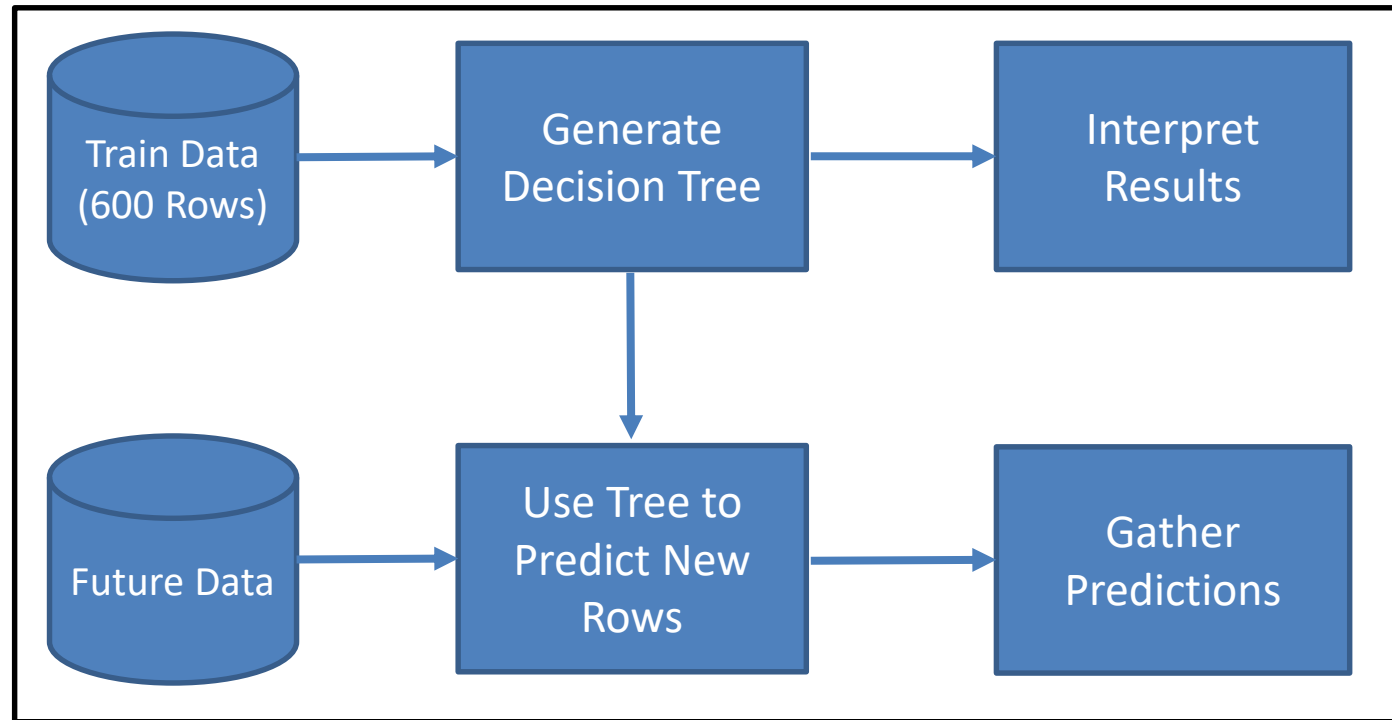 Train Data
(600 Rows)
Generate
Decision Tree
Interpret
Results
Future Data
Use Tree to
Predict New
Rows
Gather
Predictions